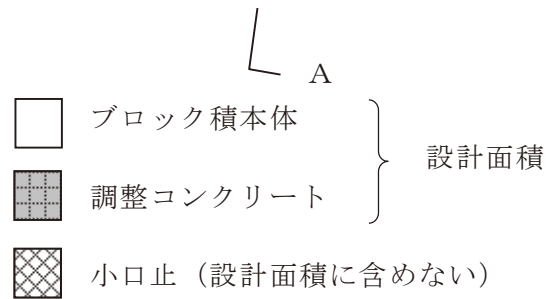 A
ブロック積本体
設計面積
調整コンクリート
小口止（設計面積に含めない）